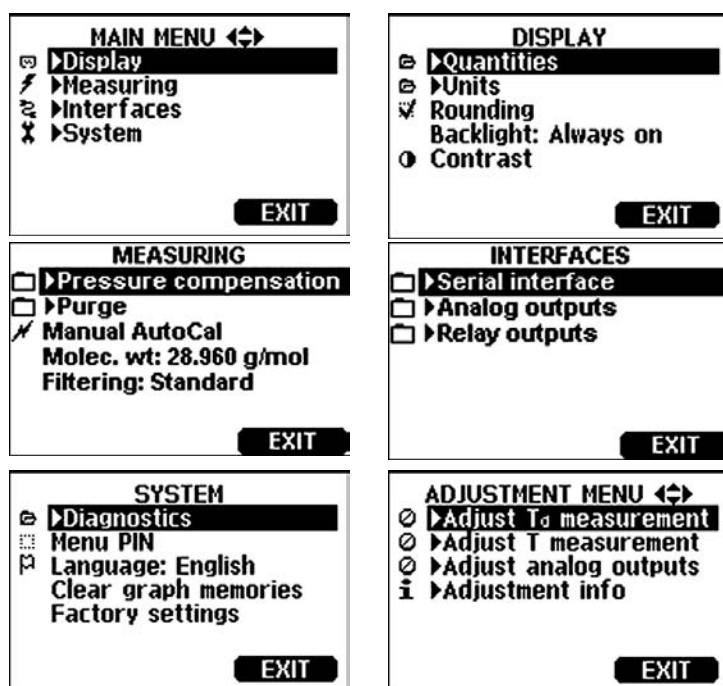 MAIN MENU
Display
Measuring
Interfaces
System
EXIT
DISPLAY
Quantities
Units
Rounding
Backlight: Always on
Contrast
EXIT
MEASURING
Pressure compensation
Purge
Manual AutoCal
Molec. wt: 28.960 g/mol
Filtering: Standard
EXIT
INTERFACES
Serial interface
Analog outputs
Relay outputs
EXIT
SYSTEM
Diagnostics
Menu PIN
Language: English
Clear graph memories
Factory settings
EXIT
ADJUSTMENT MENU
Adjust Td measurement
Adjust T measurement
Adjust analog outputs
i Adjustment info
EXIT